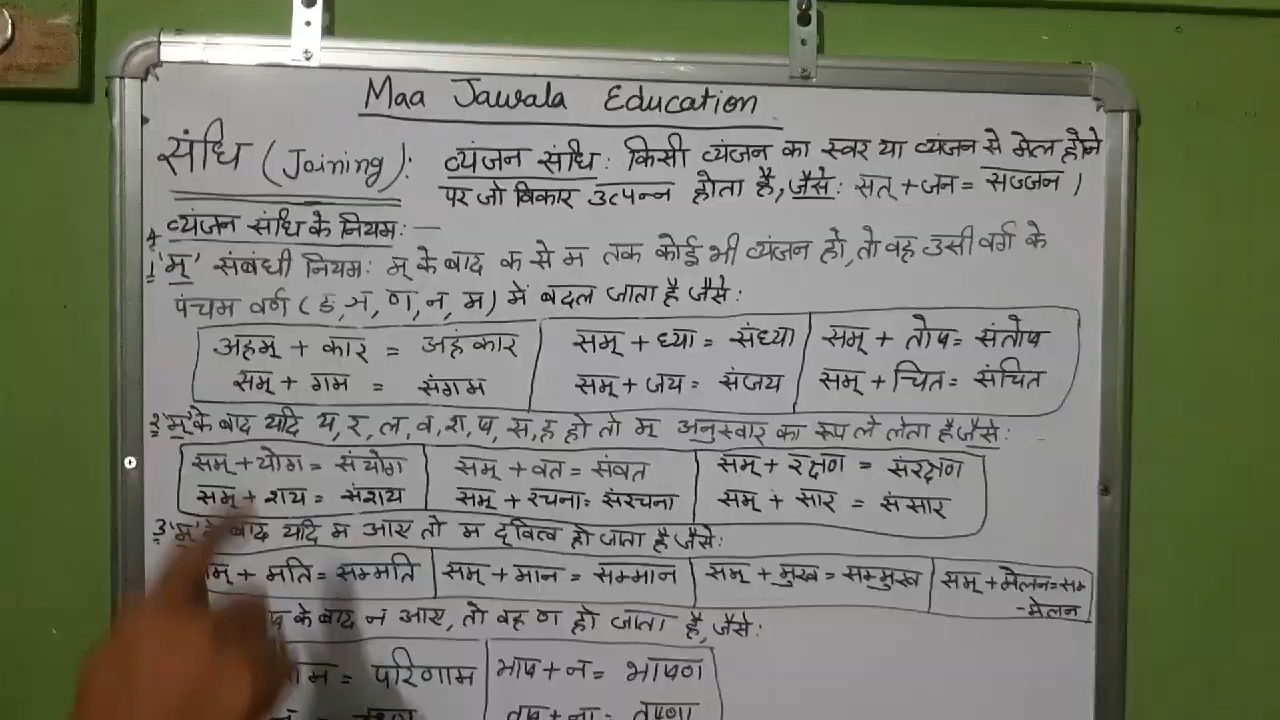 Maa Jawala Education
संधि (Joining): व्यंजन संधि: किसी व्यंजन का स्वर या व्यंजन से मेल होने
पर जो विकार उत्पन्न होता है, जैसे: सत् + जन = सज्जन ।
व्यंजन संधि के नियम: —
1 'म्' संबंधी नियम: म् के बाद क से म तक कोई भी व्यंजन हो, तो वह उसी वर्ग के
पंचम वर्ण (ङ, ञ, ण, न, म) में बदल जाता है जैसे:
अहम् + कार = अहंकार सम् + ध्या = संध्या सम् + तोष = संतोष
सम् + गम = संगम सम् + जय = संजय सम् + चित = संचित
2 'म्' के बाद यदि य, र, ल, व, श, ष, स, ह हो तो म् अनुस्वार का रूप ले लेता है जैसे:
सम् + योग = संयोग सम् + वत = संवत सम् + रक्षण = संरक्षण
सम् + शय = संशय सम् + रचना = संरचना सम् + सार = संसार
3 'म्' के बाद यदि म आए तो म द्वित्व हो जाता है जैसे:
सम् + मति = सम्मति सम् + मान = सम्मान सम् + मुख = सम्मुख सम् + मेलन = सम
-मेलन
के बाद न आए, तो वह ण हो जाता है, जैसे:
= परिणाम भाष + न = भाषण
तृष + ना = तृष्णा